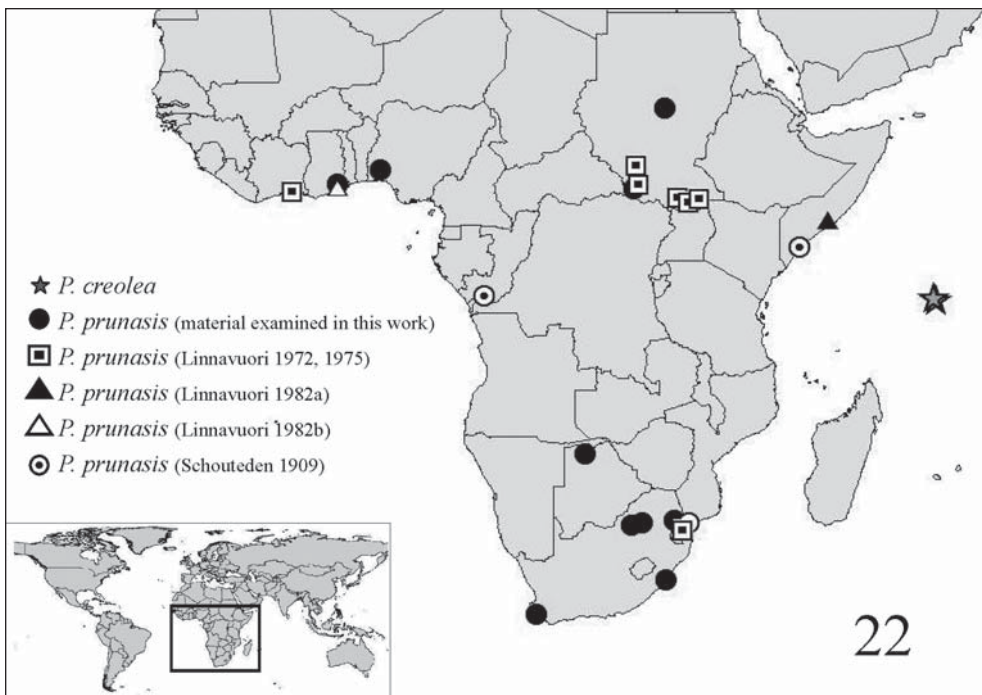 P. creolea
P. prunasis (material examined in this work)
P. prunasis (Linnavuori 1972, 1975)
P. prunasis (Linnavuori 1982a)
P. prunasis (Linnavuori 1982b)
P. prunasis (Schouteden 1909)
22